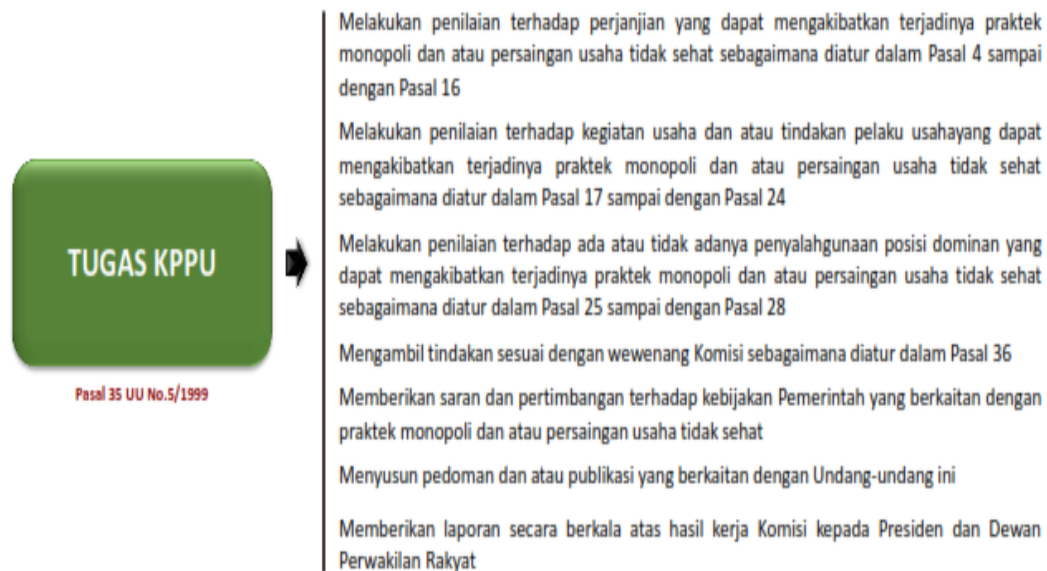 TUGAS KPPU
Pasal 35 UU No.5/1999
Melakukan penilaian terhadap perjanjian yang dapat mengakibatkan terjadinya praktek
monopoli dan atau persaingan usaha tidak sehat sebagaimana diatur dalam Pasal 4 sampai
dengan Pasal 16
Melakukan penilaian terhadap kegiatan usaha dan atau tindakan pelaku usahayang dapat
mengakibatkan terjadinya praktek monopoli dan atau persaingan usaha tidak sehat
sebagaimana diatur dalam Pasal 17 sampai dengan Pasal 24
Melakukan penilaian terhadap ada atau tidak adanya penyalahgunaan posisi dominan yang
dapat mengakibatkan terjadinya praktek monopoli dan atau persaingan usaha tidak sehat
sebagaimana diatur dalam Pasal 25 sampai dengan Pasal 28
Mengambil tindakan sesuai dengan wewenang Komisi sebagaimana diatur dalam Pasal 36
Memberikan saran dan pertimbangan terhadap kebijakan Pemerintah yang berkaitan dengan
praktek monopoli dan atau persaingan usaha tidak sehat
Menyusun pedoman dan atau publikasi yang berkaitan dengan Undang-undang ini
Memberikan laporan secara berkala atas hasil kerja Komisi kepada Presiden dan Dewan
Perwakilan Rakyat